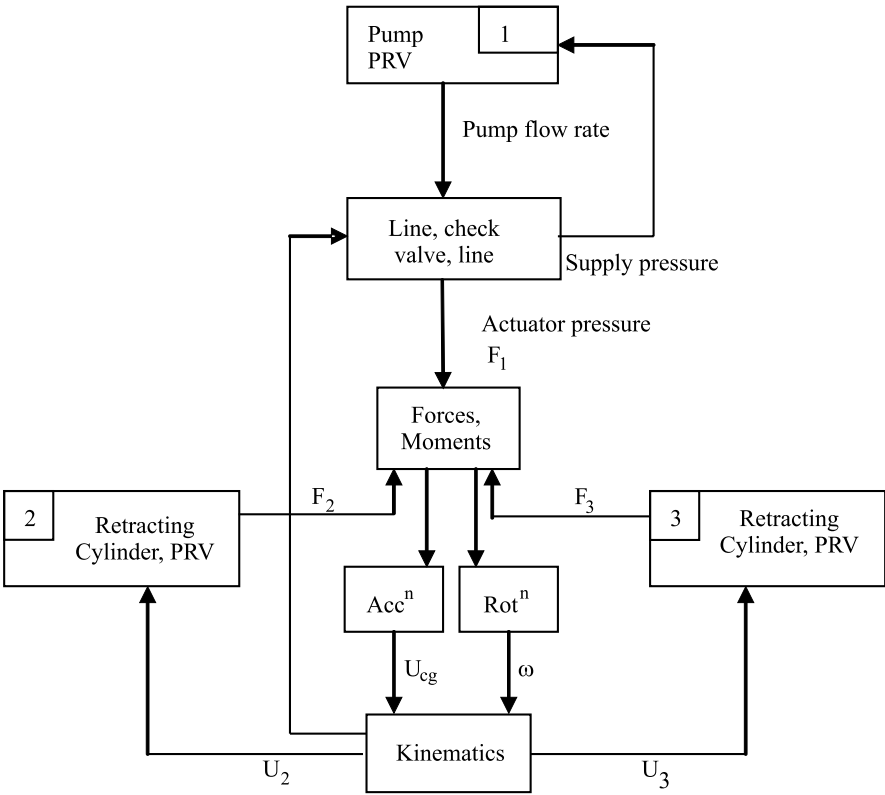 Pump
PRV
1
Pump flow rate
Line, check
valve, line
Supply pressure
Actuator pressure
F1
Forces,
Moments
F2
F3
2
Retracting
Cylinder, PRV
3
Retracting
Cylinder, PRV
Accn
Rotn
Ucg
ω
Kinematics
U2
U3